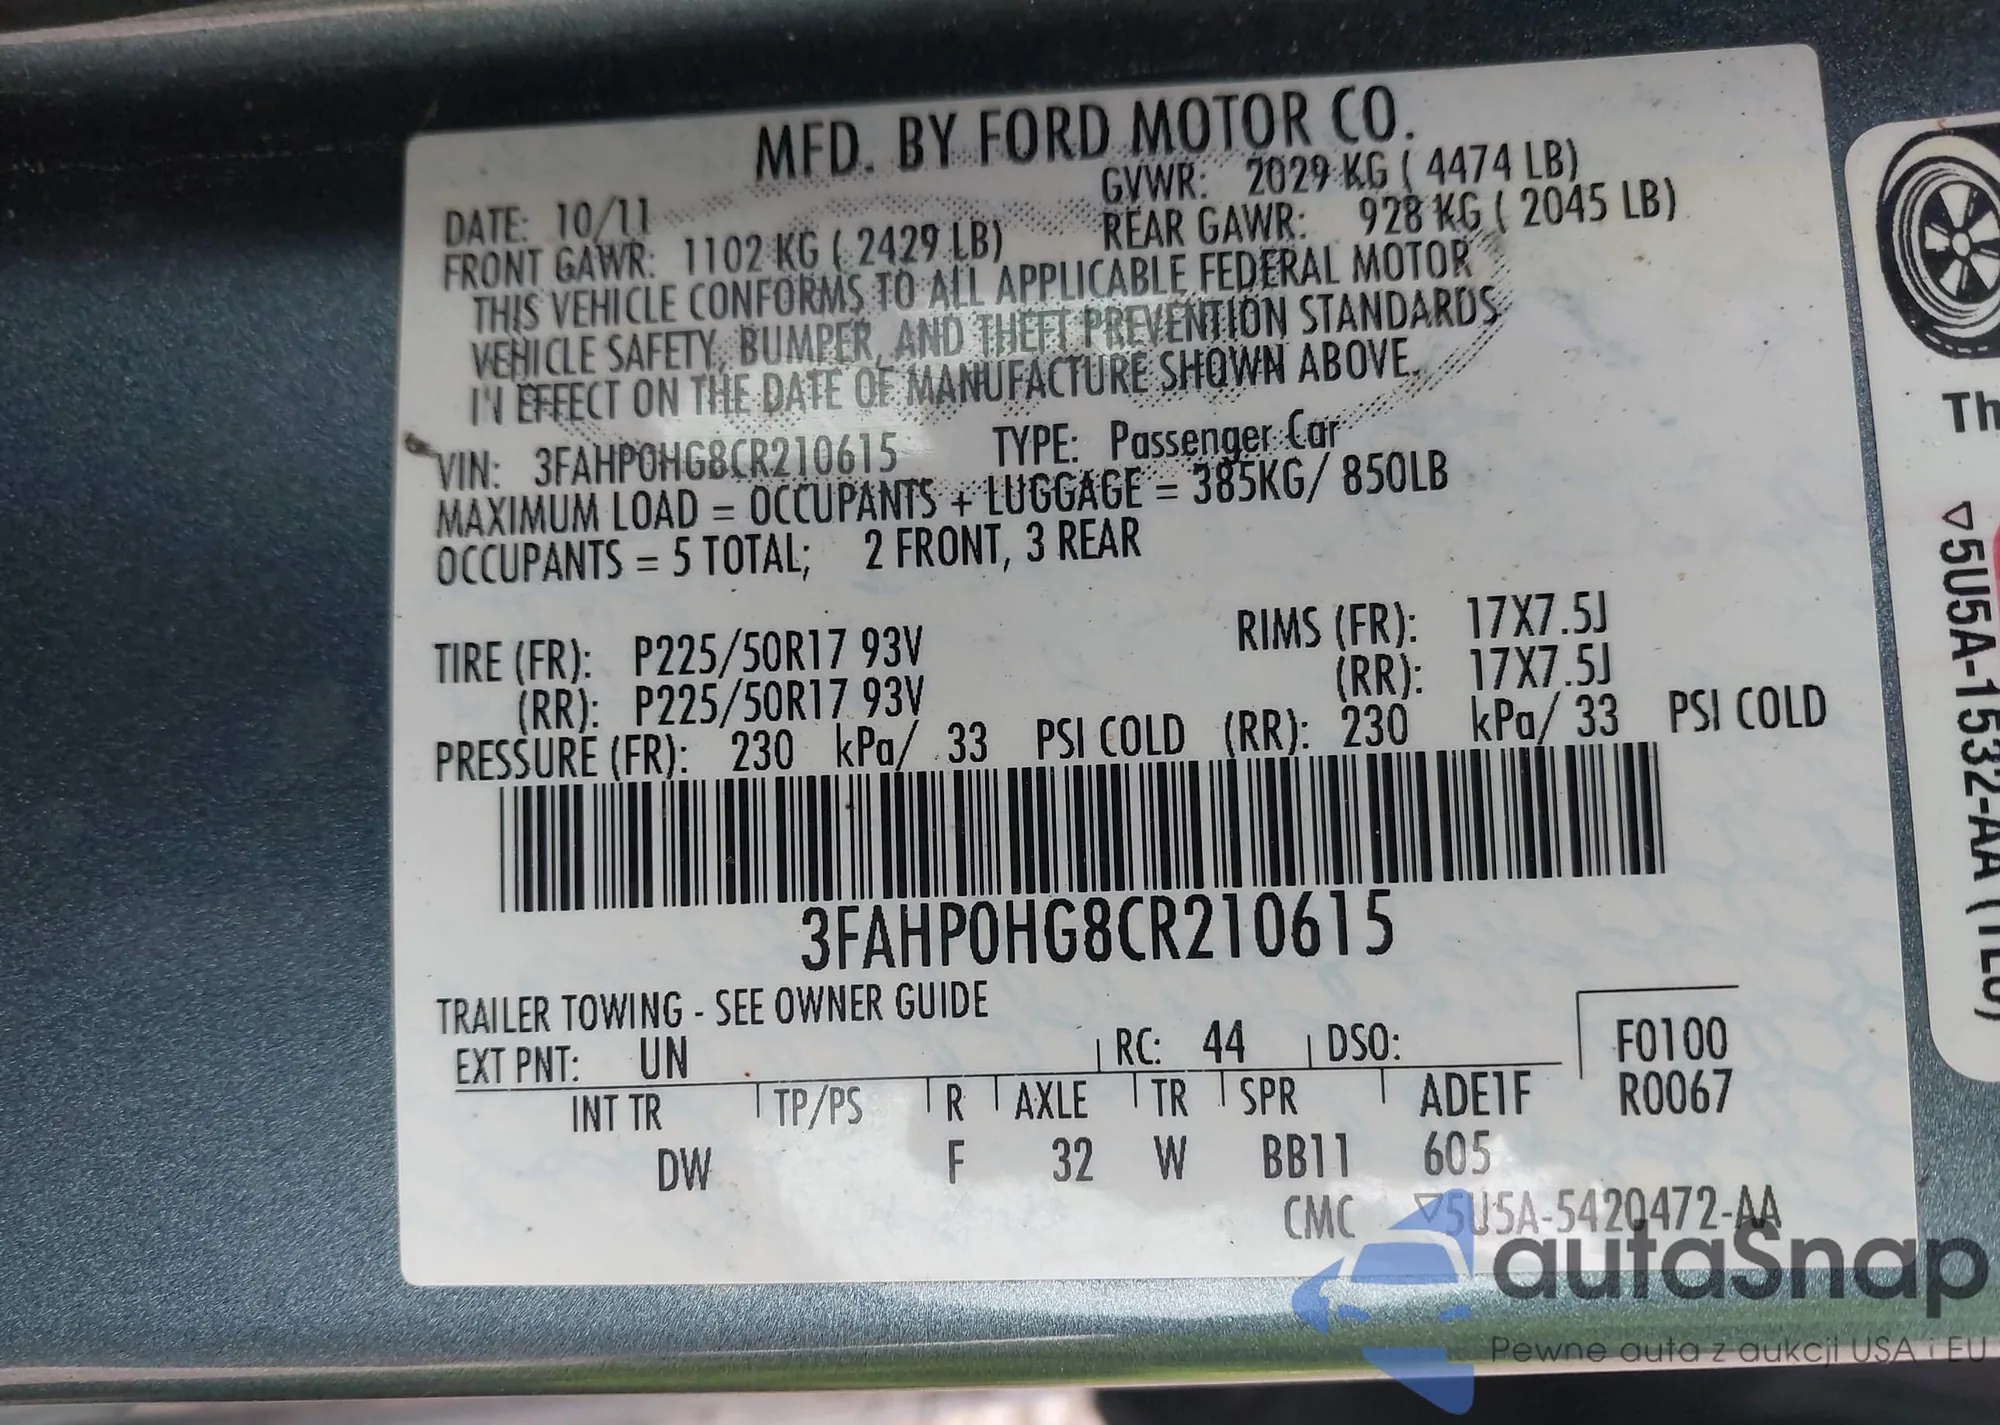 MFD. BY FORD MOTOR CO.
DATE: 10/11 GVWR: 2029 KG ( 4474 LB)
FRONT GAWR: 1102 KG ( 2429 LB) REAR GAWR: 928 KG ( 2045 LB)
THIS VEHICLE CONFORMS TO ALL APPLICABLE FEDERAL MOTOR
VEHICLE SAFETY, BUMPER, AND THEFT PREVENTION STANDARDS
IN EFFECT ON THE DATE OF MANUFACTURE SHOWN ABOVE.
VIN: 3FAHP0HG8CR210615 TYPE: Passenger Car
MAXIMUM LOAD = OCCUPANTS + LUGGAGE = 385KG/ 850LB
OCCUPANTS = 5 TOTAL; 2 FRONT, 3 REAR
TIRE (FR): P225/50R17 93V RIMS (FR): 17X7.5J
(RR): P225/50R17 93V (RR): 17X7.5J
PRESSURE (FR): 230 kPa/ 33 PSI COLD (RR): 230 kPa/ 33 PSI COLD
3FAHP0HG8CR210615
TRAILER TOWING - SEE OWNER GUIDE
EXT PNT: UN RC: 44 DSO: F0100
INT TR TP/PS R AXLE TR SPR ADE1F R0067
DW F 32 W BB11 605
CMC ▽5U5A-5420472-AA
Th
▽5U5A-1532-AA (1L0)
autaSnap
Pewne auta z aukcji USA i EU